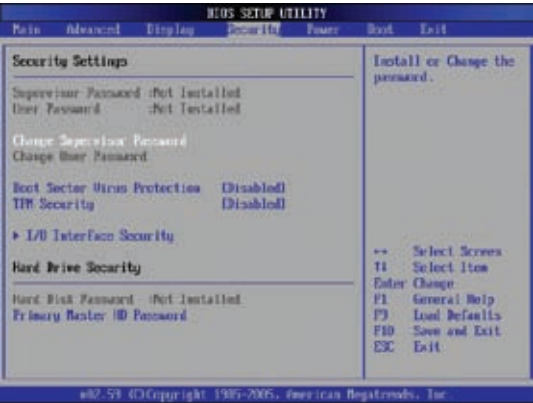 BIOS SETUP UTILITY
Main Advanced Display Security Power Boot Exit
Security Settings
Supervisor Password :Not Installed
User Password :Not Installed
Change Supervisor Password
Change User Password
Boot Sector Virus Protection [Disabled]
TPM Security [Disabled]
▸ I/O Interface Security
Hard Drive Security
Hard Disk Password :Not Installed
Primary Master HD Password
Install or Change the
password.
↔ Select Screen
↑↓ Select Item
Enter Change
F1 General Help
F9 Load Defaults
F10 Save and Exit
ESC Exit
v02.59 (C)Copyright 1985-2005, American Megatrends, Inc.